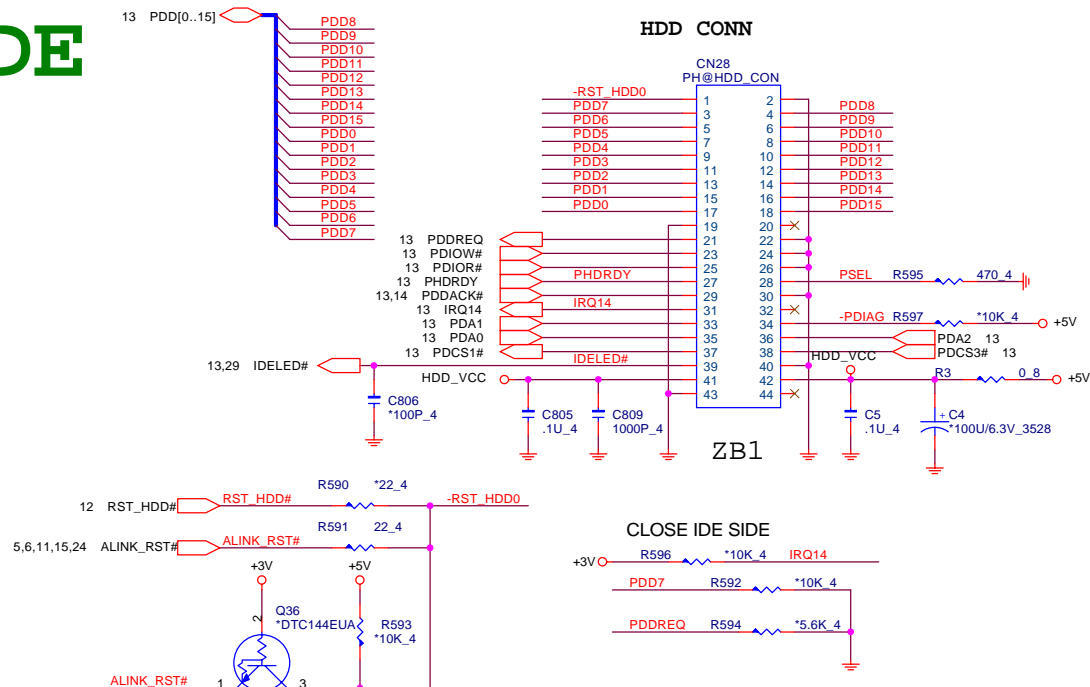 DE
13 PDD[0..15]
PDD8
PDD9
PDD10
PDD11
PDD12
PDD13
PDD14
PDD15
PDD0
PDD1
PDD2
PDD3
PDD4
PDD5
PDD6
PDD7
HDD CONN
CN28
PH@HDD_CON
-RST_HDD0 1 2
PDD7 3 4 PDD8
PDD6 5 6 PDD9
PDD5 7 8 PDD10
PDD4 9 10 PDD11
PDD3 11 12 PDD12
PDD2 13 14 PDD13
PDD1 15 16 PDD14
PDD0 17 18 PDD15
19 20
13 PDDREQ 21 22
13 PDIOW# 23 24
13 PDIOR# 25 26
13 PHDRDY PHDRDY 27 28 PSEL R595 470_4
13,14 PDDACK# 29 30
13 IRQ14 IRQ14 31 32
13 PDA1 33 34 -PDIAG R597 *10K_4 +5V
13 PDA0 35 36 PDA2 13
13 PDCS1# 37 38 PDCS3# 13
13,29 IDELED# IDELED# 39 40 HDD_VCC
HDD_VCC 41 42 R3 0_8 +5V
43 44
C806
*100P_4
C805
.1U_4
C809
1000P_4
C5
.1U_4
+ C4
*100U/6.3V_3528
ZB1
12 RST_HDD# RST_HDD# R590 *22_4 -RST_HDD0
5,6,11,15,24 ALINK_RST# ALINK_RST# R591 22_4
+3V
+5V
Q36
*DTC144EUA
2
R593
*10K_4
ALINK_RST# 1 3
CLOSE IDE SIDE
+3V R596 *10K_4 IRQ14
PDD7 R592 *10K_4
PDDREQ R594 *5.6K_4